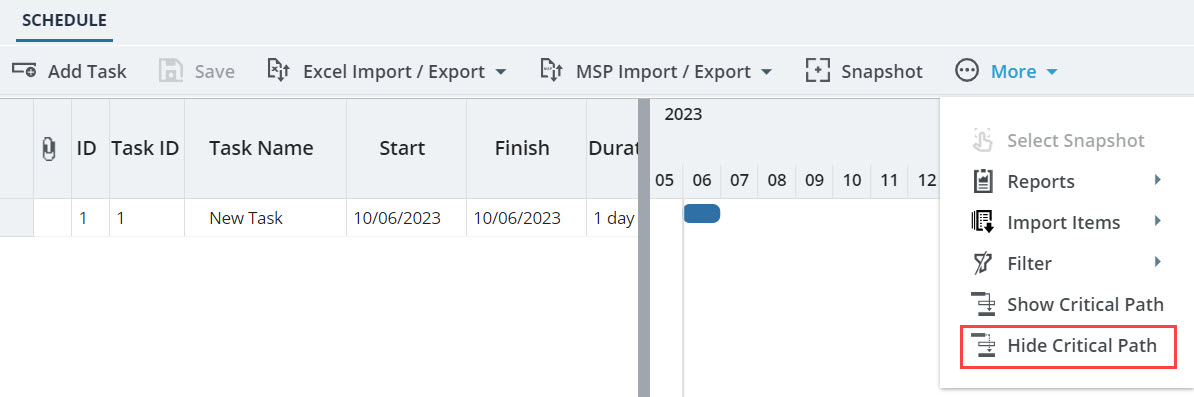 SCHEDULE
Add Task Save Excel Import / Export MSP Import / Export Snapshot More
2023
ID Task ID Task Name Start Finish Durat
05 06 07 08 09 10 11 12
1 1 New Task 10/06/2023 10/06/2023 1 day
Select Snapshot
Reports
Import Items
Filter
Show Critical Path
Hide Critical Path